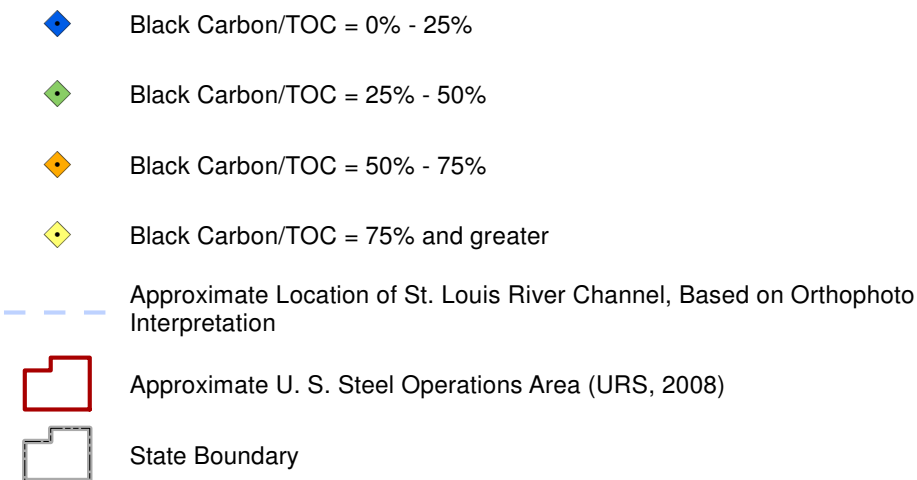 Black Carbon/TOC = 0% - 25%
Black Carbon/TOC = 25% - 50%
Black Carbon/TOC = 50% - 75%
Black Carbon/TOC = 75% and greater
Approximate Location of St. Louis River Channel, Based on Orthophoto
Interpretation
Approximate U. S. Steel Operations Area (URS, 2008)
State Boundary